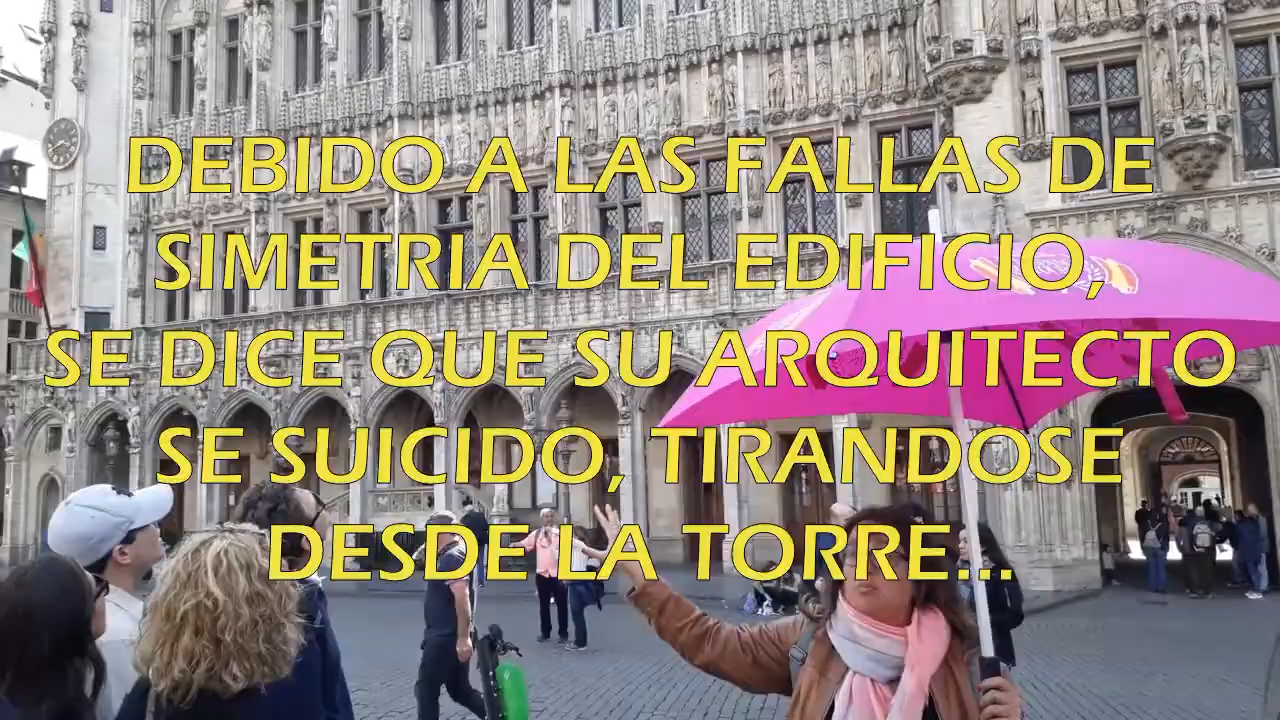 DEBIDO A LAS FALLAS DE
SIMETRIA DEL EDIFICIO,
SE DICE QUE SU ARQUITECTO
SE SUICIDO, TIRANDOSE
DESDE LA TORRE...